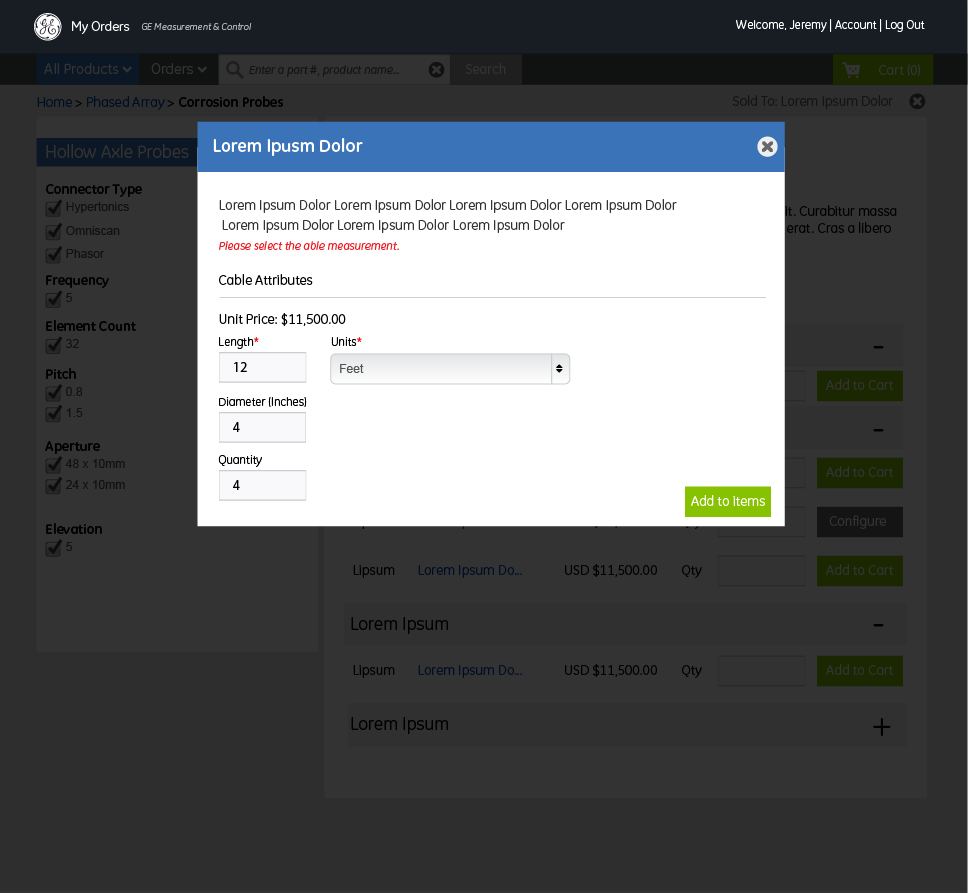 My Orders GE Measurement & Control Welcome, Jeremy | Account | Log Out
All Products Orders Enter a part #, product name... Search Cart (0)
Home > Phased Array > Corrosion Probes Sold To: Lorem Ipsum Dolor
Lorem Ipusm Dolor
Lorem Ipsum Dolor Lorem Ipsum Dolor Lorem Ipsum Dolor Lorem Ipsum Dolor
Lorem Ipsum Dolor Lorem Ipsum Dolor Lorem Ipsum Dolor
Please select the able measurement.
Cable Attributes
Unit Price: $11,500.00
Length* Units*
12 Feet
Diameter (Inches)
4
Quantity
4
Add to Items
Hollow Axle Probes
Connector Type
Hypertonics
Omniscan
Phasor
Frequency
5
Element Count
32
Pitch
0.8
1.5
Aperture
48 x 10mm
24 x 10mm
Elevation
5
it. Curabitur massa
erat. Cras a libero
Add to Cart
Add to Cart
Configure
Lipsum Lorem Ipsum Do... USD $11,500.00 Qty Add to Cart
Lorem Ipsum
Lipsum Lorem Ipsum Do... USD $11,500.00 Qty Add to Cart
Lorem Ipsum